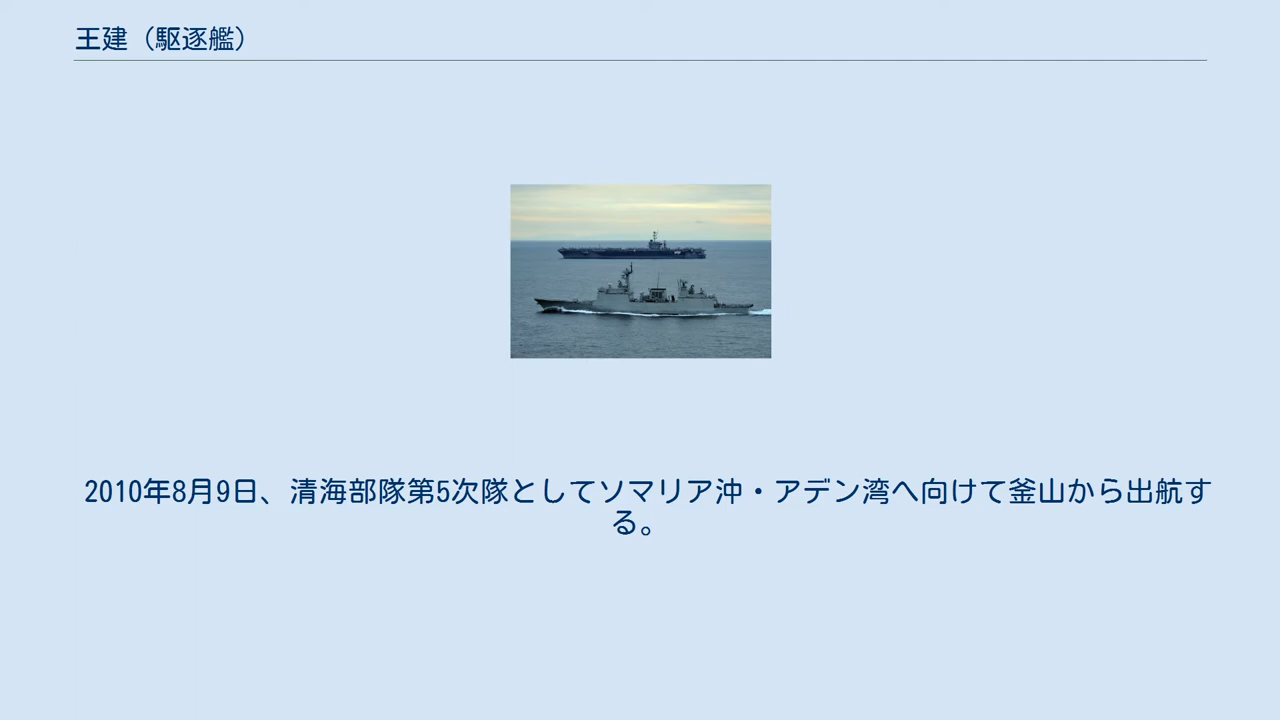 王建（駆逐艦）
2010年8月9日、清海部隊第5次隊としてソマリア沖・アデン湾へ向けて釜山から出航す
る。